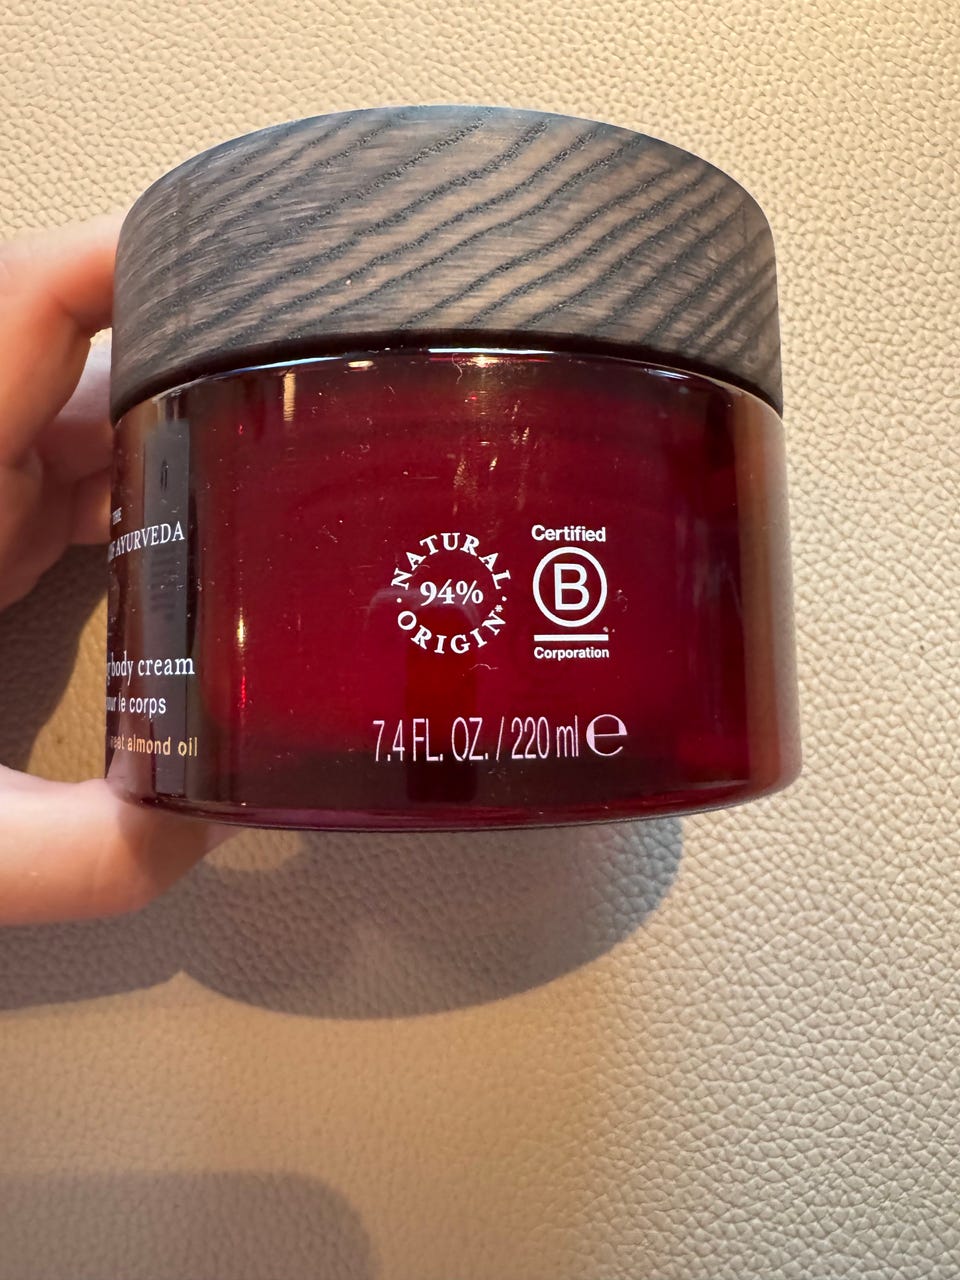 THE
AYURVEDA
body cream
le corps
almond oil
NATURAL
94%
ORIGIN*
Certified
B
Corporation
7.4 FL. OZ. / 220 ml ℮